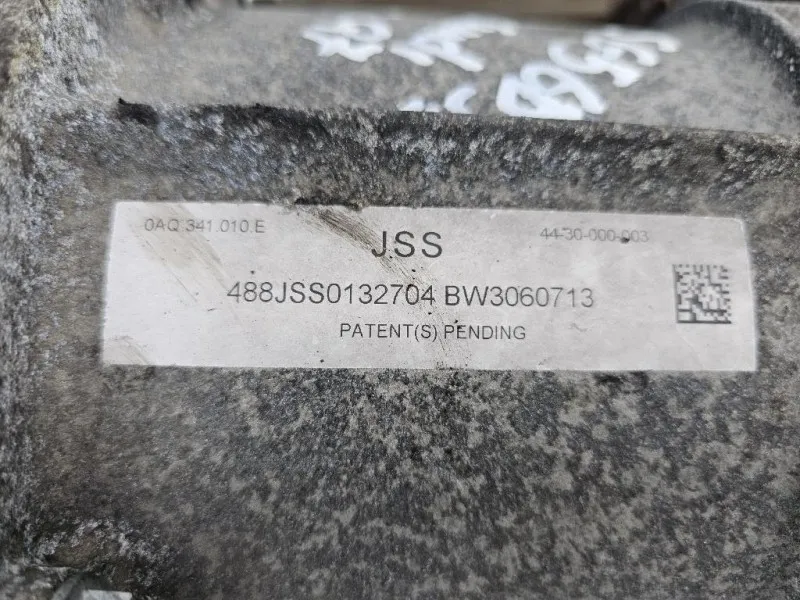 0AQ 341.010.E JSS 44-30-000-003
488JSS0132704 BW3060713
PATENT(S) PENDING